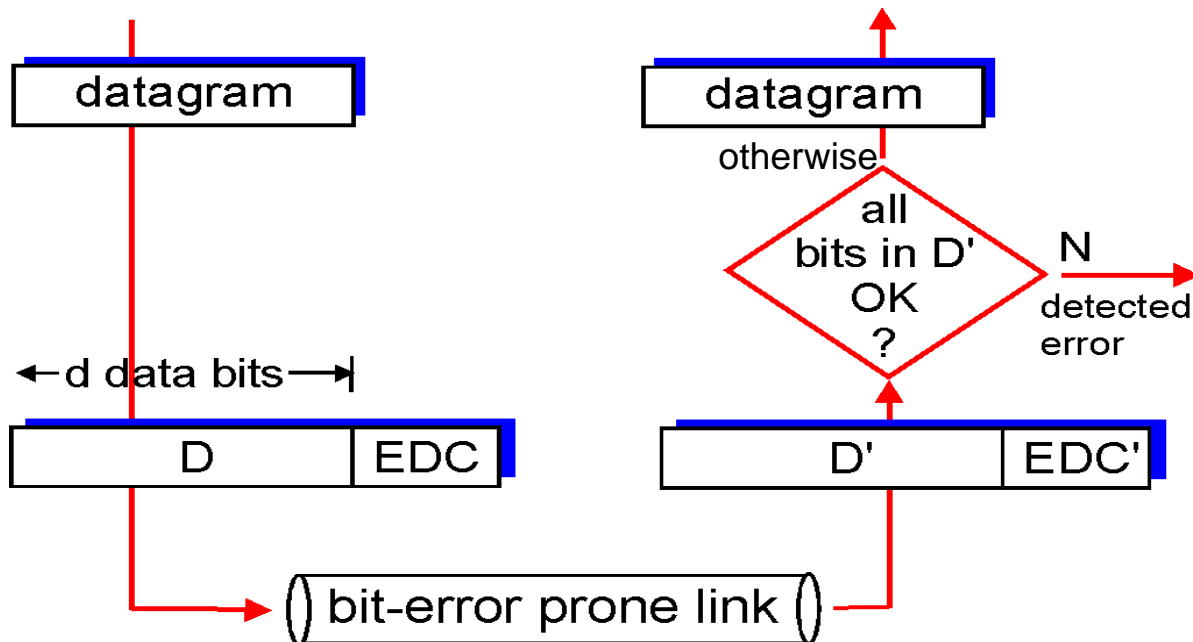 datagram
d data bits
D
EDC
bit-error prone link
datagram
otherwise
all
bits in D'
OK
?
N
detected
error
D'
EDC'